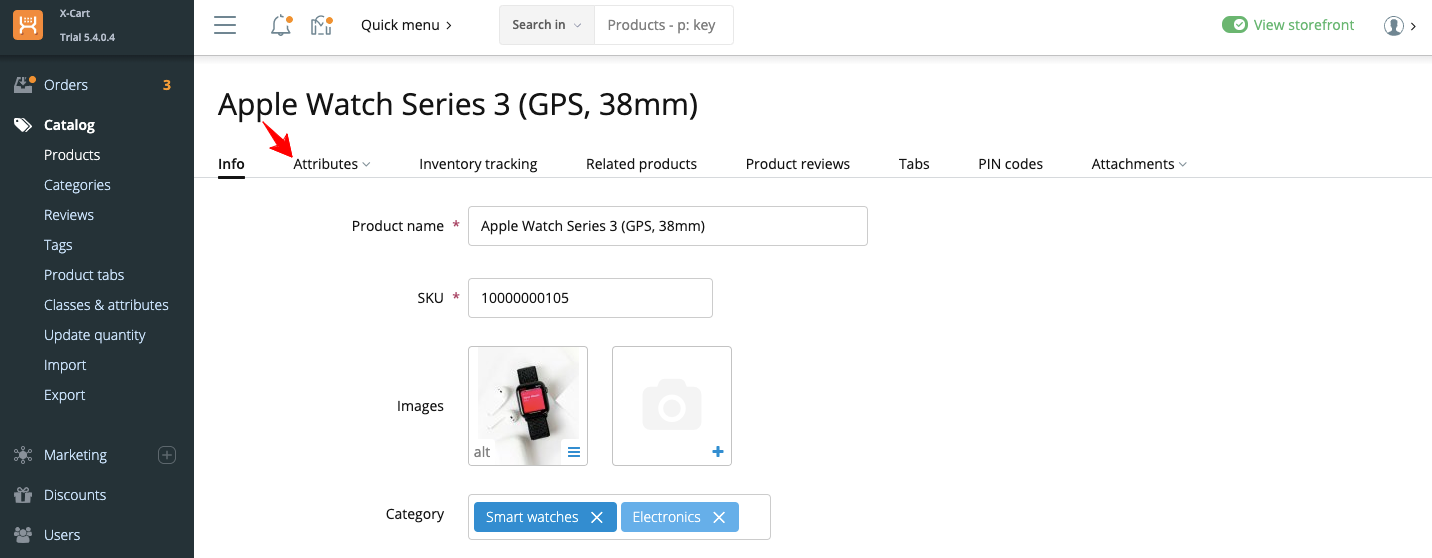 X-Cart
Trial 5.4.0.4
Quick menu
Search in
Products - p: key
View storefront
Orders
3
Catalog
Products
Categories
Reviews
Tags
Product tabs
Classes & attributes
Update quantity
Import
Export
Marketing
Discounts
Users
Apple Watch Series 3 (GPS, 38mm)
Info
Attributes
Inventory tracking
Related products
Product reviews
Tabs
PIN codes
Attachments
Product name *
Apple Watch Series 3 (GPS, 38mm)
SKU *
10000000105
Images
alt
Category
Smart watches
Electronics